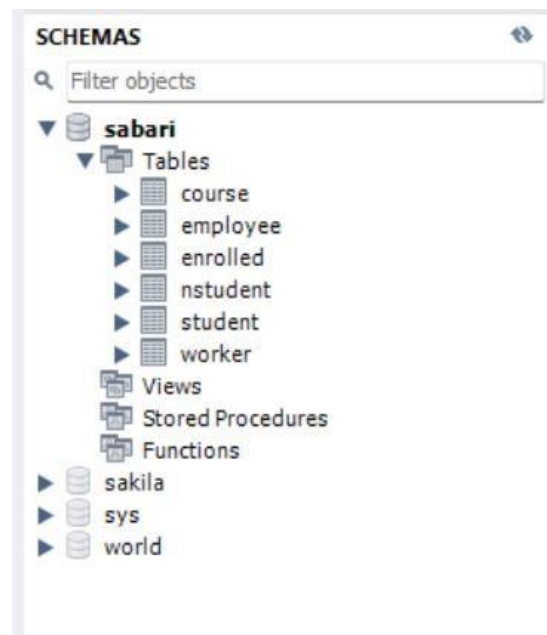 SCHEMAS
Filter objects
sabari
Tables
course
employee
enrolled
nstudent
student
worker
Views
Stored Procedures
Functions
sakila
sys
world